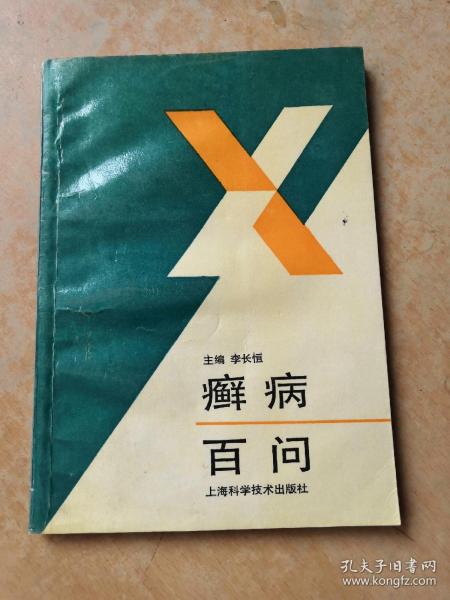 主编 李长恒
癣病
百问
上海科学技术出版社
孔夫子旧书网
www.kongfz.com